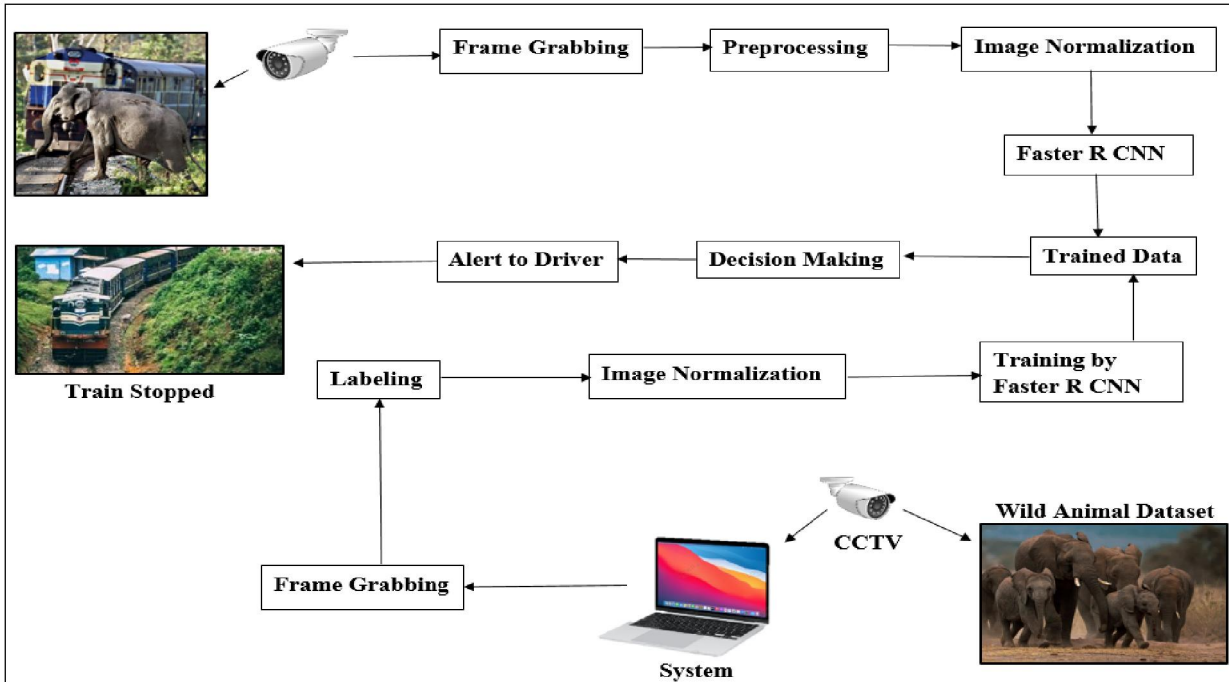 Frame Grabbing
Preprocessing
Image Normalization
Faster R CNN
Alert to Driver
Decision Making
Trained Data
Train Stopped
Labeling
Image Normalization
Training by
Faster R CNN
CCTV
Wild Animal Dataset
Frame Grabbing
System